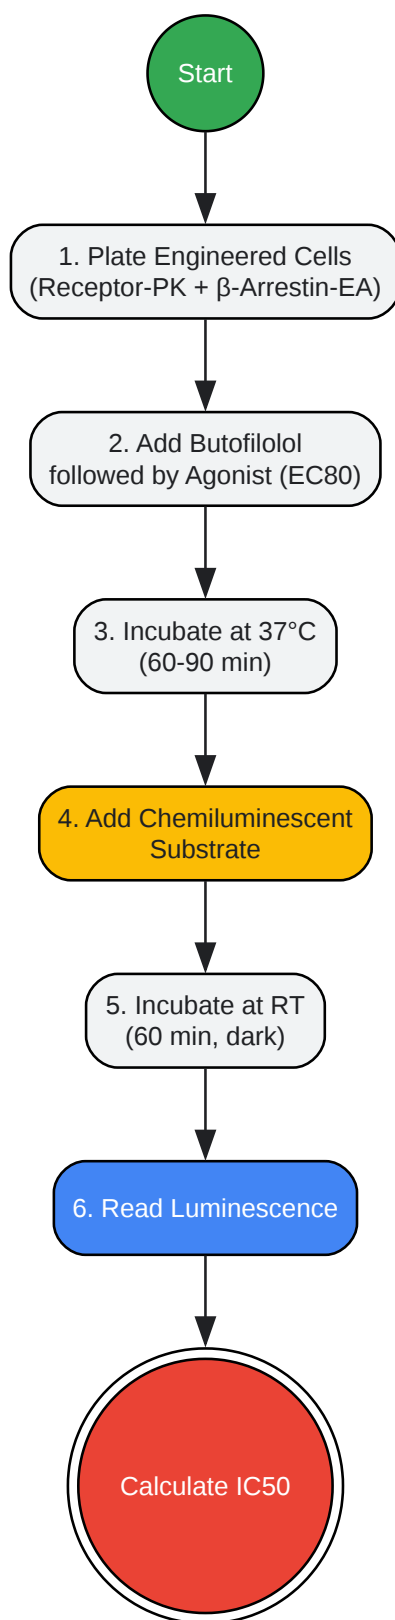 Start
1. Plate Engineered Cells
(Receptor-PK + β-Arrestin-EA)
2. Add Butofilolol
followed by Agonist (EC80)
3. Incubate at 37°C
(60-90 min)
4. Add Chemiluminescent
Substrate
5. Incubate at RT
(60 min, dark)
6. Read Luminescence
Calculate IC50